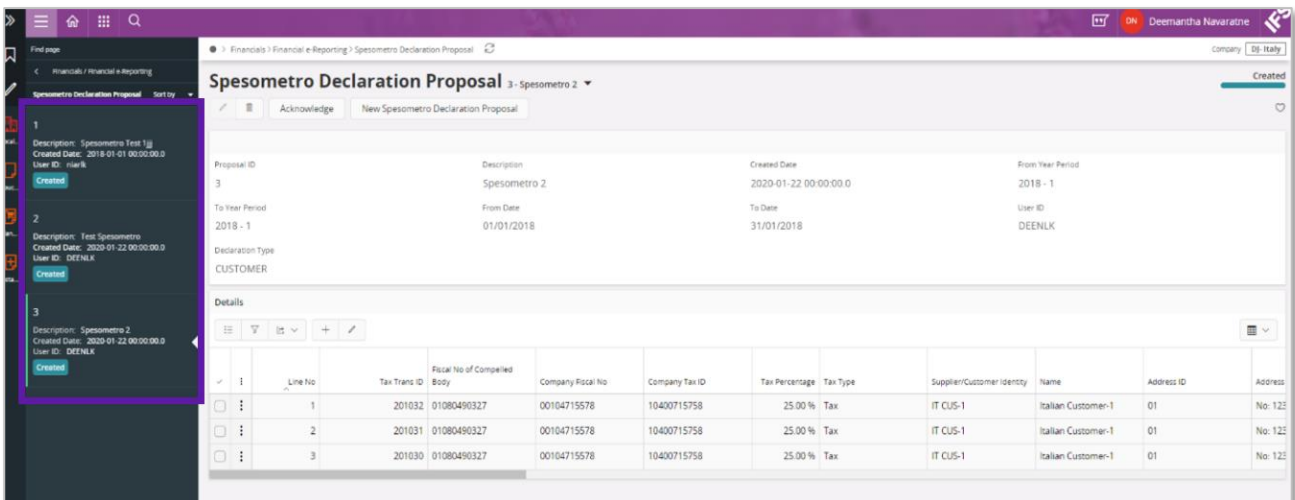 DN Deemantha Navaratne IFS
Find page
Financials / Financial e-Reporting
Spesometro Declaration Proposal Sort by
1
Description: Spesometro Test 1jjj
Created Date: 2018-01-01 00:00:00.0
User ID: niarlk
Created
2
Description: Test Spesometro
Created Date: 2020-01-22 00:00:00.0
User ID: DEENLK
Created
3
Description: Spesometro 2
Created Date: 2020-01-22 00:00:00.0
User ID: DEENLK
Created
Financials > Financial e-Reporting > Spesometro Declaration Proposal
Company DJ- Italy
Spesometro Declaration Proposal 3 - Spesometro 2
Created
Acknowledge New Spesometro Declaration Proposal
Proposal ID Description Created Date From Year Period
3 Spesometro 2 2020-01-22 00:00:00.0 2018 - 1
To Year Period From Date To Date User ID
2018 - 1 01/01/2018 31/01/2018 DEENLK
Declaration Type
CUSTOMER
Details
Line No Tax Trans ID Fiscal No of Compelled Body Company Fiscal No Company Tax ID Tax Percentage Tax Type Supplier/Customer Identity Name Address ID Address
1 201032 01080490327 00104715578 10400715758 25.00 % Tax IT CUS-1 Italian Customer-1 01 No: 123
2 201031 01080490327 00104715578 10400715758 25.00 % Tax IT CUS-1 Italian Customer-1 01 No: 123
3 201030 01080490327 00104715578 10400715758 25.00 % Tax IT CUS-1 Italian Customer-1 01 No: 123